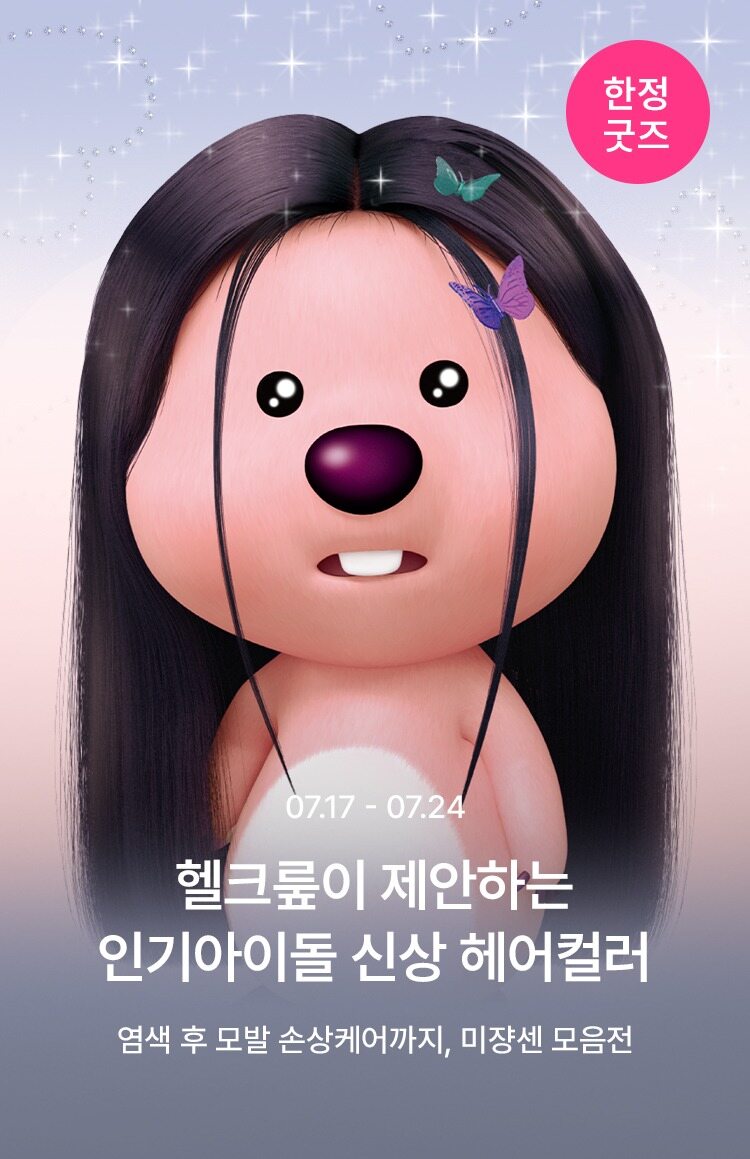 한정
굿즈
07.17 - 07.24
헬크륲이 제안하는
인기아이돌 신상 헤어컬러
염색 후 모발 손상케어까지, 미쟝센 모음전